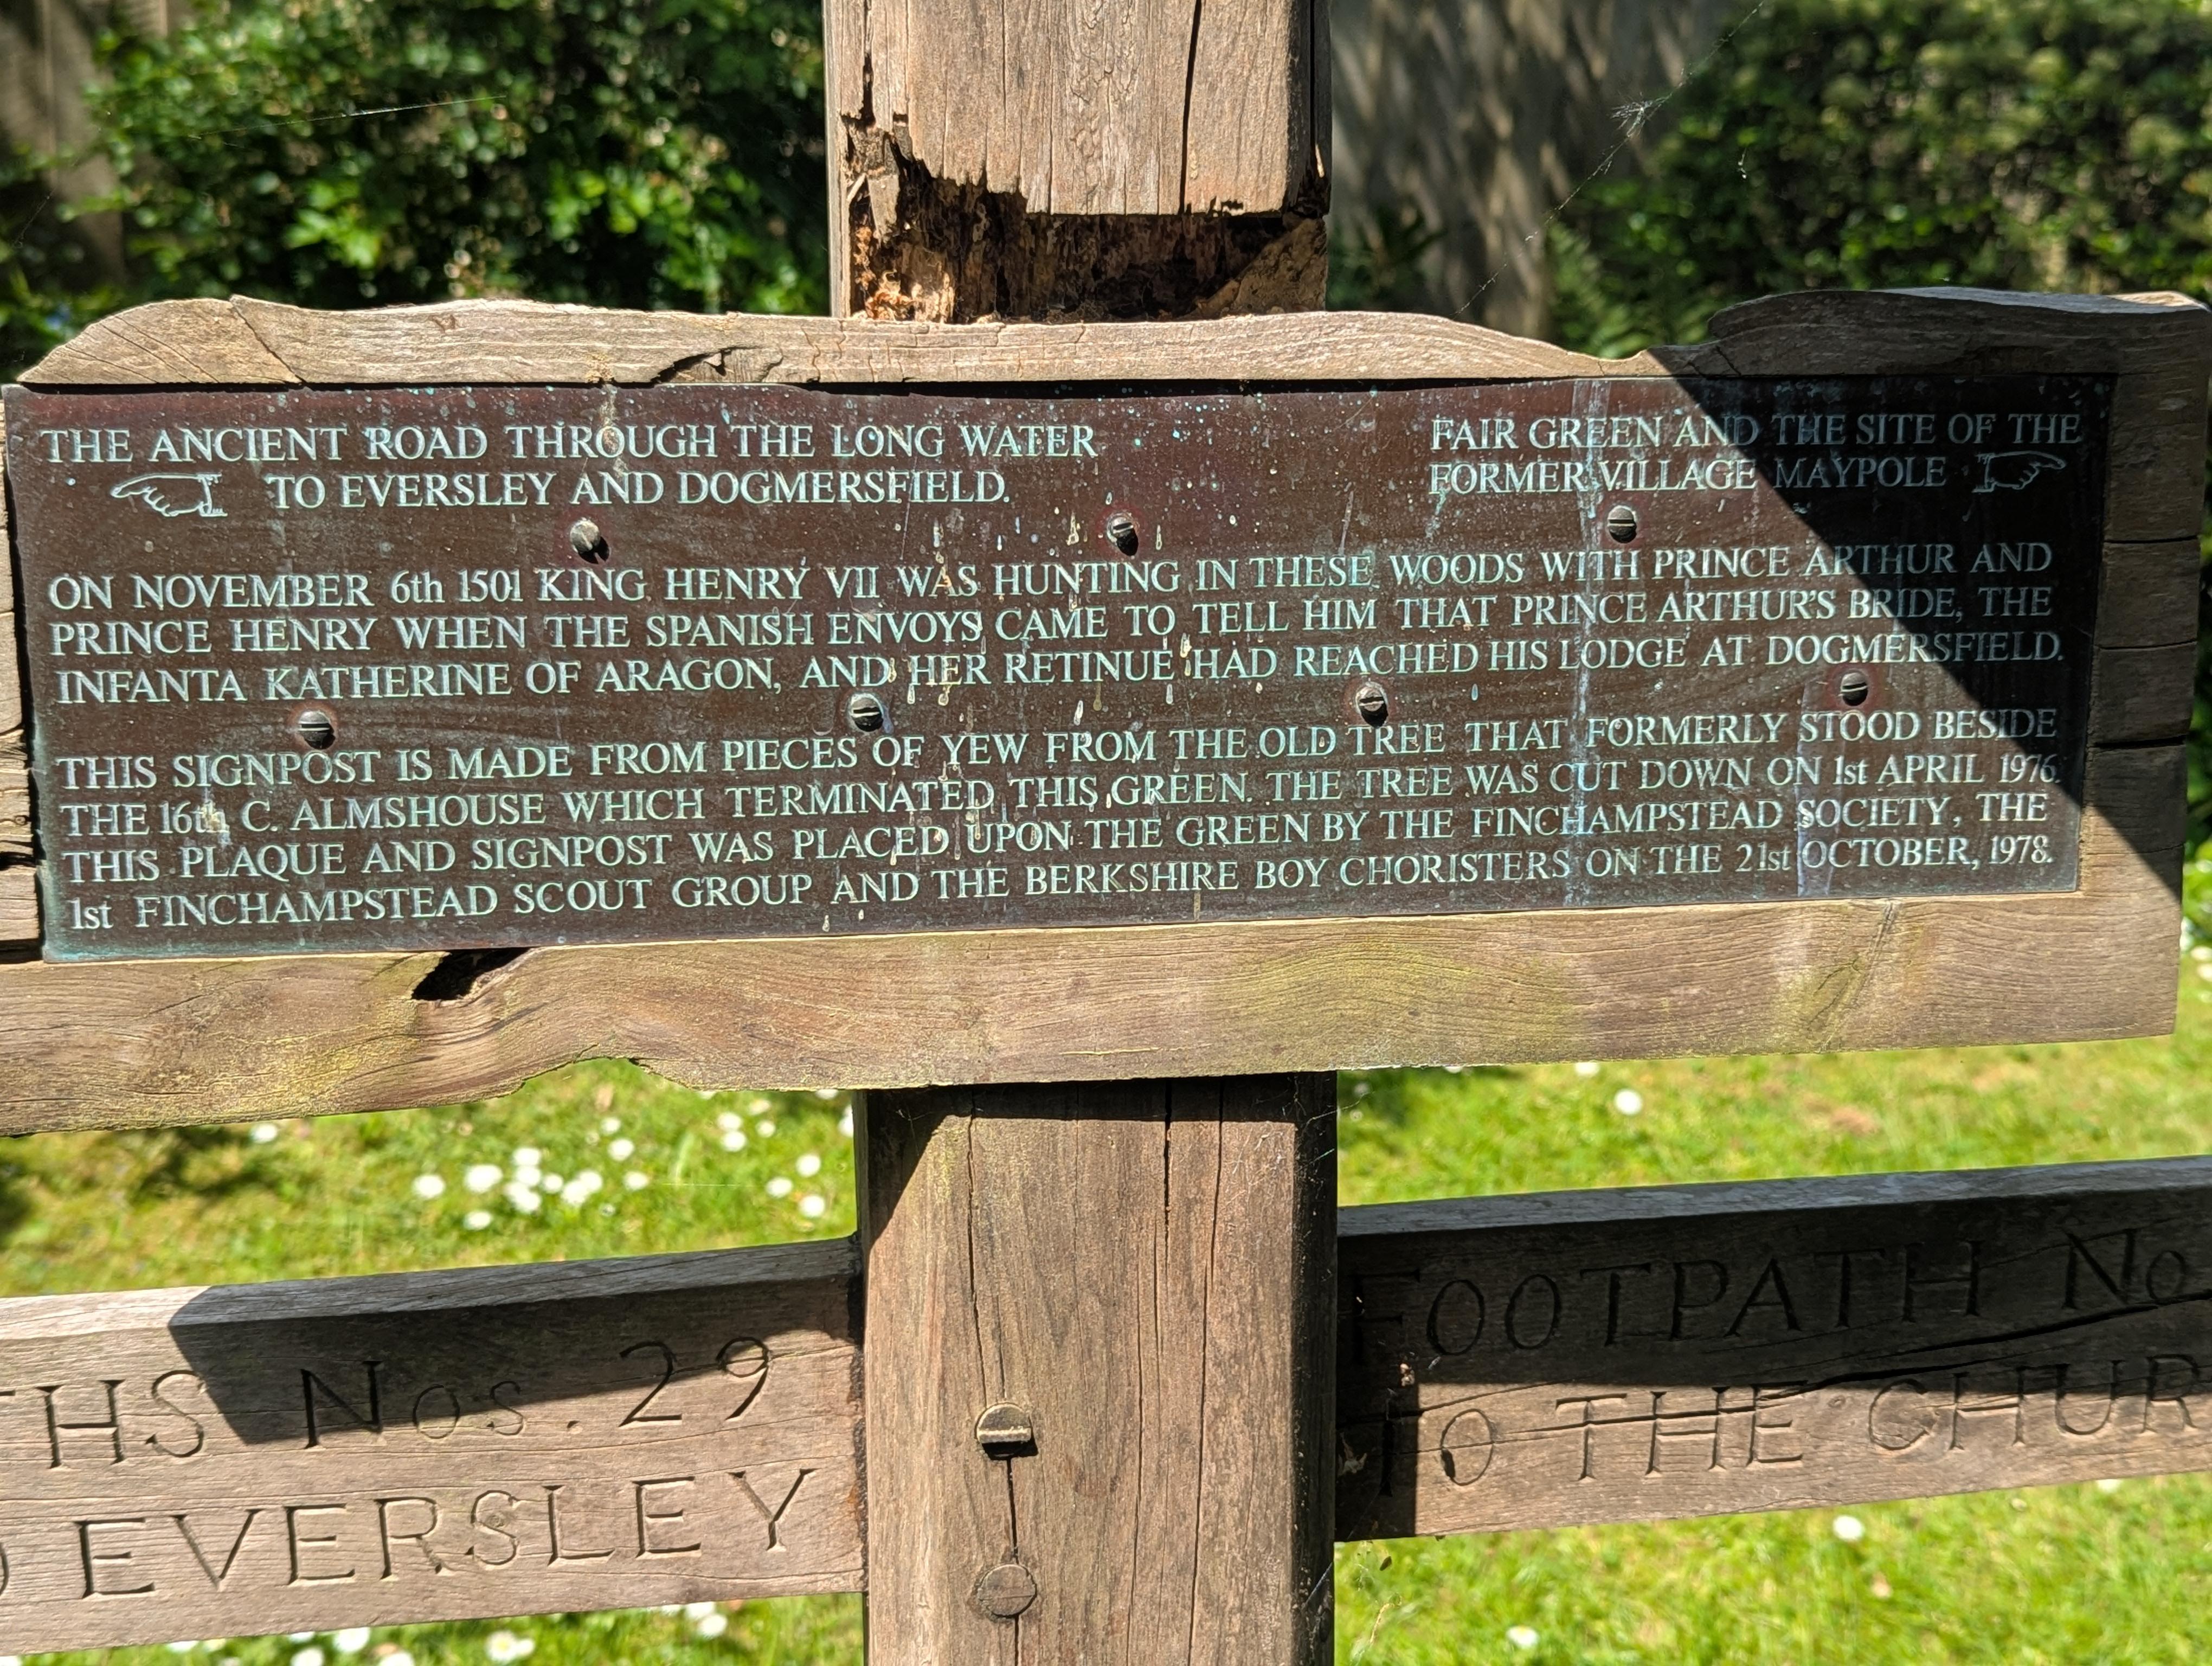 THE ANCIENT ROAD THROUGH THE LONG WATER
TO EVERSLEY AND DOGMERSFIELD.
FAIR GREEN AND THE SITE OF THE
FORMER VILLAGE MAYPOLE
ON NOVEMBER 6th 1501 KING HENRY VII WAS HUNTING IN THESE WOODS WITH PRINCE ARTHUR AND
PRINCE HENRY WHEN THE SPANISH ENVOYS CAME TO TELL HIM THAT PRINCE ARTHUR'S BRIDE, THE
INFANTA KATHERINE OF ARAGON, AND HER RETINUE HAD REACHED HIS LODGE AT DOGMERSFIELD.
THIS SIGNPOST IS MADE FROM PIECES OF YEW FROM THE OLD TREE THAT FORMERLY STOOD BESIDE
THE 16th C. ALMSHOUSE WHICH TERMINATED THIS GREEN. THE TREE WAS CUT DOWN ON 1st APRIL 1976.
THIS PLAQUE AND SIGNPOST WAS PLACED UPON THE GREEN BY THE FINCHAMPSTEAD SOCIETY, THE
1st FINCHAMPSTEAD SCOUT GROUP AND THE BERKSHIRE BOY CHORISTERS ON THE 21st OCTOBER, 1978.
THS Nos. 29
EVERSLEY
FOOTPATH No
TO THE CHUR